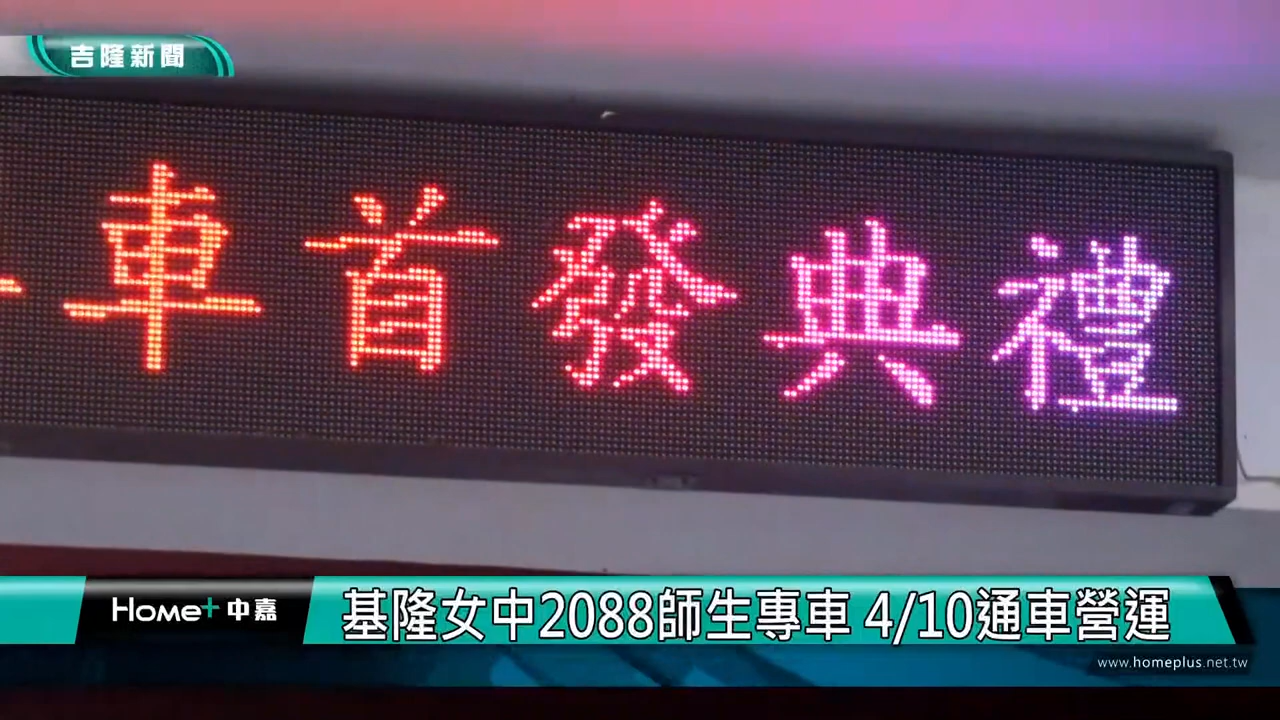 吉隆新聞
車首發典禮
Home+中嘉
基隆女中2088師生專車 4/10通車營運
www.homeplus.net.tw